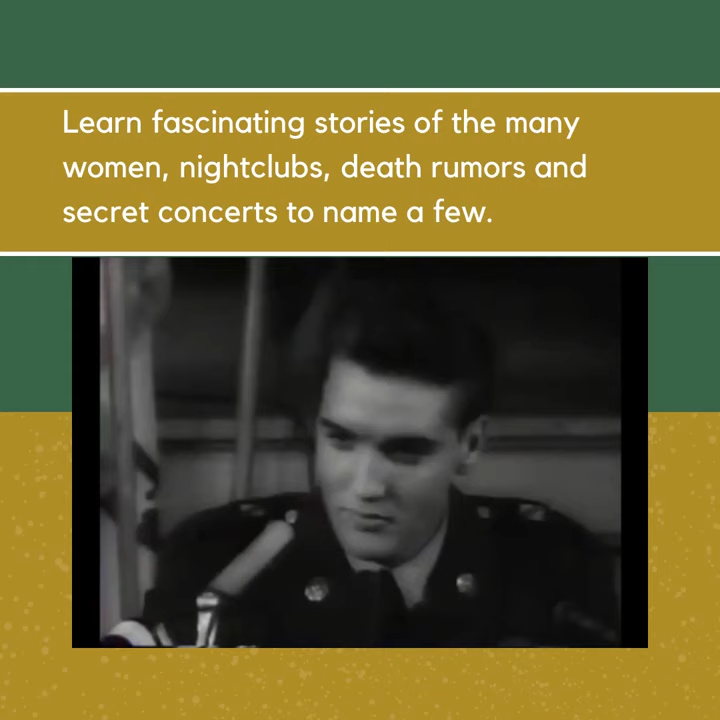 Learn fascinating stories of the many
women, nightclubs, death rumors and
secret concerts to name a few.